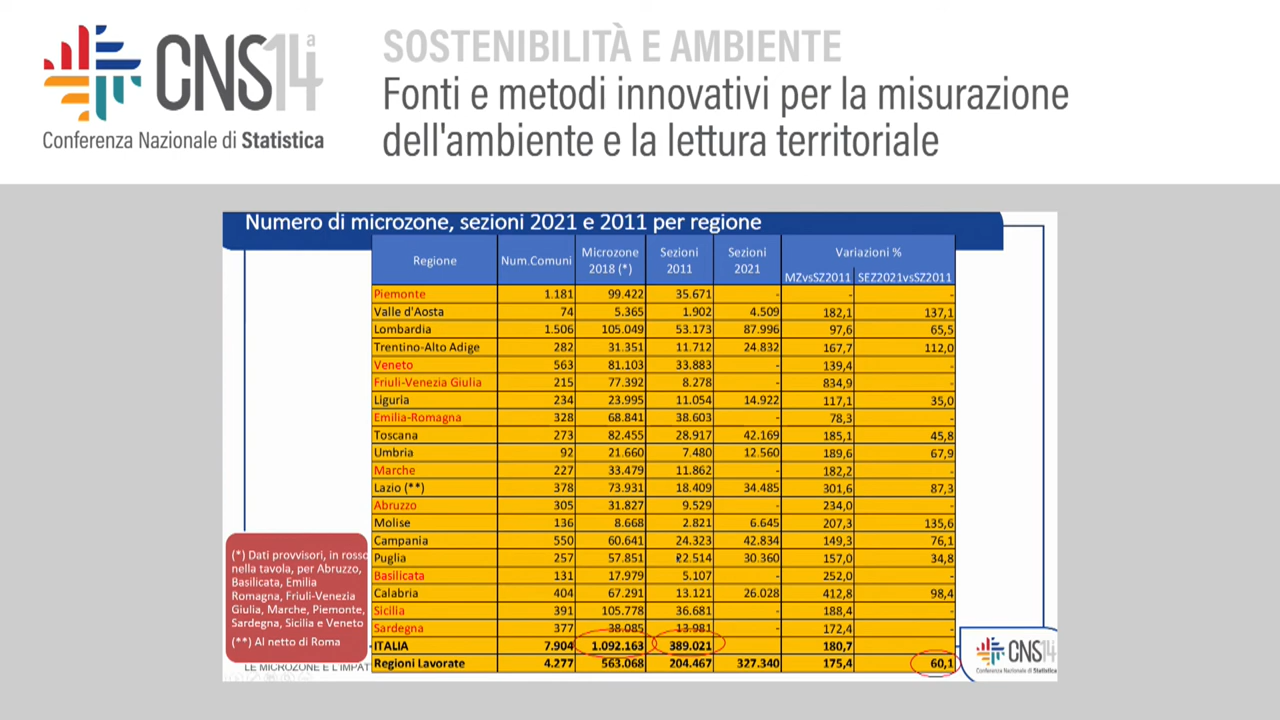 CNS14ª
Conferenza Nazionale di Statistica
SOSTENIBILITÀ E AMBIENTE
Fonti e metodi innovativi per la misurazione
dell'ambiente e la lettura territoriale
Numero di microzone, sezioni 2021 e 2011 per regione
Regione Num.Comuni Microzone 2018 (*) Sezioni 2011 Sezioni 2021 Variazioni %
MZvsSZ2011 SEZ2021vsSZ2011
Piemonte 1.181 99.422 35.671 - - -
Valle d'Aosta 74 5.365 1.902 4.509 182,1 137,1
Lombardia 1.506 105.049 53.173 87.996 97,6 65,5
Trentino-Alto Adige 282 31.351 11.712 24.832 167,7 112,0
Veneto 563 81.103 33.883 - 139,4 -
Friuli-Venezia Giulia 215 77.392 8.278 - 834,9 -
Liguria 234 23.995 11.054 14.922 117,1 35,0
Emilia-Romagna 328 68.841 38.603 - 78,3 -
Toscana 273 82.455 28.917 42.169 185,1 45,8
Umbria 92 21.660 7.480 12.560 189,6 67,9
Marche 227 33.479 11.862 - 182,2 -
Lazio (**) 378 73.931 18.409 34.485 301,6 87,3
Abruzzo 305 31.827 9.529 - 234,0 -
Molise 136 8.668 2.821 6.645 207,3 135,6
Campania 550 60.641 24.323 42.834 149,3 76,1
Puglia 257 57.851 22.514 30.360 157,0 34,8
Basilicata 131 17.979 5.107 - 252,0 -
Calabria 404 67.291 13.121 26.028 412,8 98,4
Sicilia 391 105.778 36.681 - 188,4 -
Sardegna 377 38.085 13.981 - 172,4 -
ITALIA 7.904 1.092.163 389.021 180,7
Regioni Lavorate 4.277 563.068 204.467 327.340 175,4 60,1
(*) Dati provvisori, in rosso
nella tavola, per Abruzzo,
Basilicata, Emilia
Romagna, Friuli-Venezia
Giulia, Marche, Piemonte,
Sardegna, Sicilia e Veneto
(**) Al netto di Roma
LE MICROZONE E L'IMPAT
CNS14
Conferenza Nazionale di Statistica